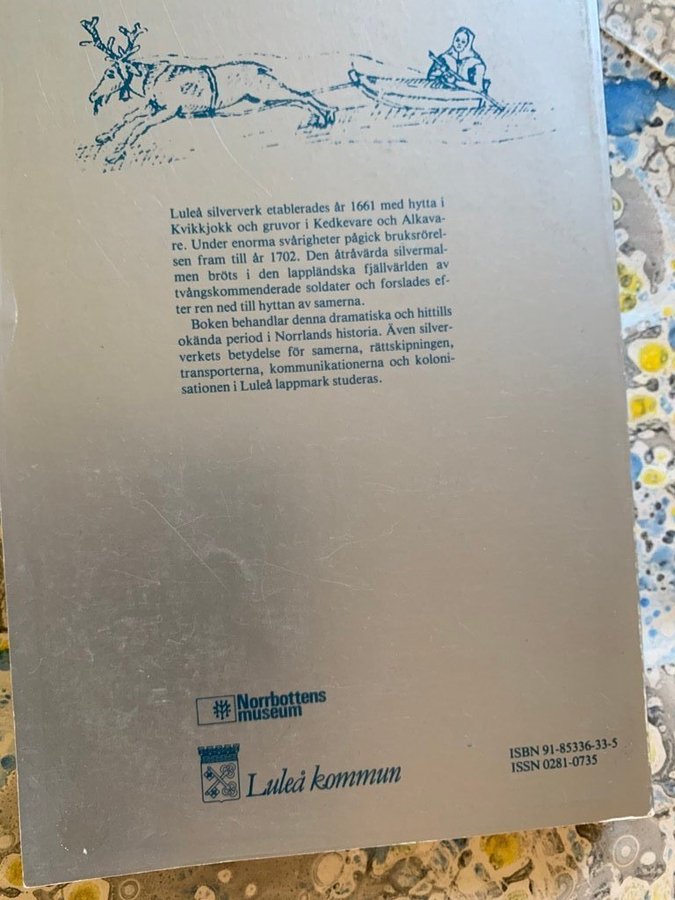 Luleå silververk etablerades år 1661 med hytta i
Kvikkjokk och gruvor i Kedkevare och Alkava-
re. Under enorma svårigheter pågick bruksrörel-
sen fram till år 1702. Den åtråvärda silvermal-
men bröts i den lappländska fjällvärlden av
tvångskommenderade soldater och forslades ef-
ter ren ned till hyttan av samerna.
Boken behandlar denna dramatiska och hittills
okända period i Norrlands historia. Även silver-
verkets betydelse för samerna, rättskipningen,
transporterna, kommunikationerna och koloni-
sationen i Luleå lappmark studeras.
Norrbottens
museum
Luleå kommun
ISBN 91-85336-33-5
ISSN 0281-0735